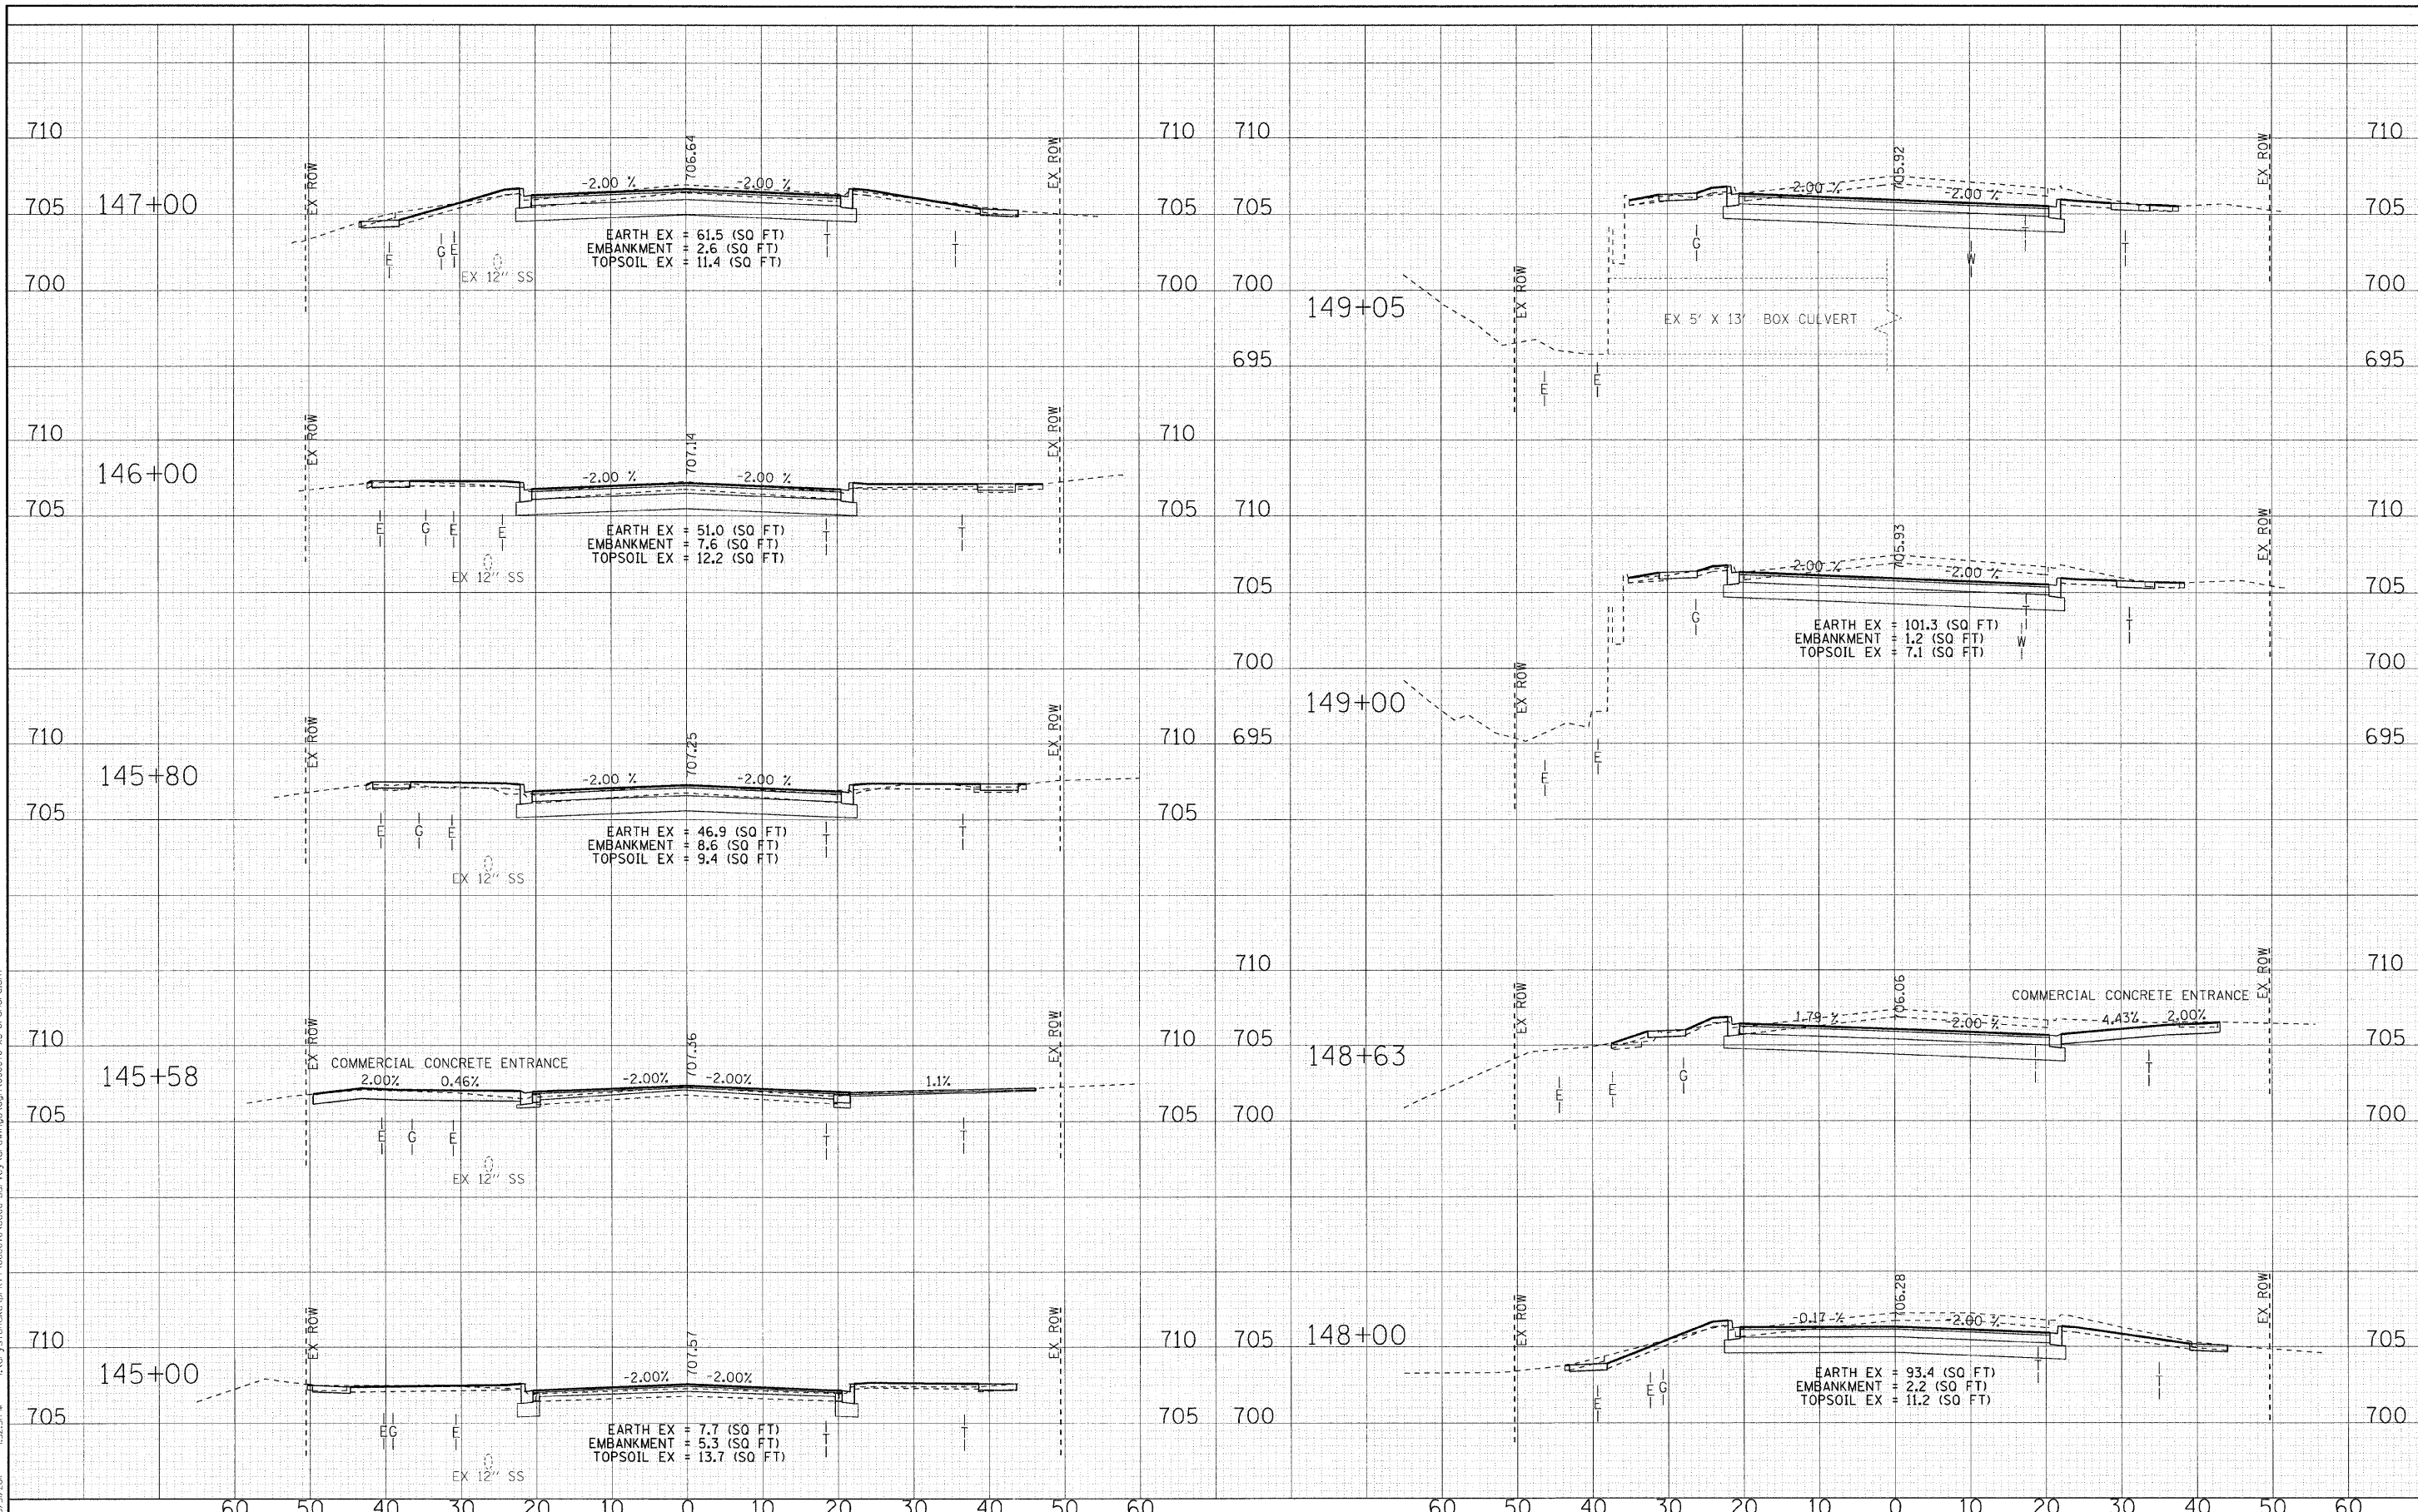 710
710
147+00
EX ROW
706.64
EX ROW
-2.00 %
-2.00 %
705
705
E
G
E
EX 12" SS
EARTH EX = 61.5 (SQ FT)
EMBANKMENT = 2.6 (SQ FT)
TOPSOIL EX = 11.4 (SQ FT)
T
T
700
700
695
710
710
146+00
EX ROW
707.14
EX ROW
-2.00 %
-2.00 %
705
705
E
G
E
E
EX 12" SS
EARTH EX = 51.0 (SQ FT)
EMBANKMENT = 7.6 (SQ FT)
TOPSOIL EX = 12.2 (SQ FT)
T
T
710
710
145+80
EX ROW
707.25
EX ROW
-2.00 %
-2.00 %
705
705
E
G
E
EX 12" SS
EARTH EX = 46.9 (SQ FT)
EMBANKMENT = 8.6 (SQ FT)
TOPSOIL EX = 9.4 (SQ FT)
T
T
710
710
145+58
EX ROW
COMMERCIAL CONCRETE ENTRANCE
707.36
EX ROW
2.00%
0.46%
-2.00%
-2.00%
1.1%
705
705
E
G
E
EX 12" SS
T
T
710
710
145+00
EX ROW
707.57
EX ROW
-2.00%
-2.00%
705
705
E
G
E
EX 12" SS
EARTH EX = 7.7 (SQ FT)
EMBANKMENT = 5.3 (SQ FT)
TOPSOIL EX = 13.7 (SQ FT)
T
T
60 50 40 30 20 10 0 10 20 30 40 50 60
710
710
705.92
EX ROW
2.00 %
-2.00 %
705
705
G
W
T
T
700
700
149+05
EX ROW
EX 5' X 13' BOX CULVERT
695
695
E
E
710
710
705.93
EX ROW
2.00 %
-2.00 %
705
705
G
EARTH EX = 101.3 (SQ FT)
EMBANKMENT = 1.2 (SQ FT)
TOPSOIL EX = 7.1 (SQ FT)
W
T
T
700
700
149+00
EX ROW
695
695
E
E
710
710
148+63
EX ROW
706.06
COMMERCIAL CONCRETE ENTRANCE
EX ROW
1.79 %
-2.00 %
4.43%
2.00%
705
705
E
E
G
T
700
700
148+00
EX ROW
706.28
EX ROW
-0.17 %
-2.00 %
705
705
E
E
G
EARTH EX = 93.4 (SQ FT)
EMBANKMENT = 2.2 (SQ FT)
TOPSOIL EX = 11.2 (SQ FT)
T
T
700
700
60 50 40 30 20 10 0 10 20 30 40 50 60